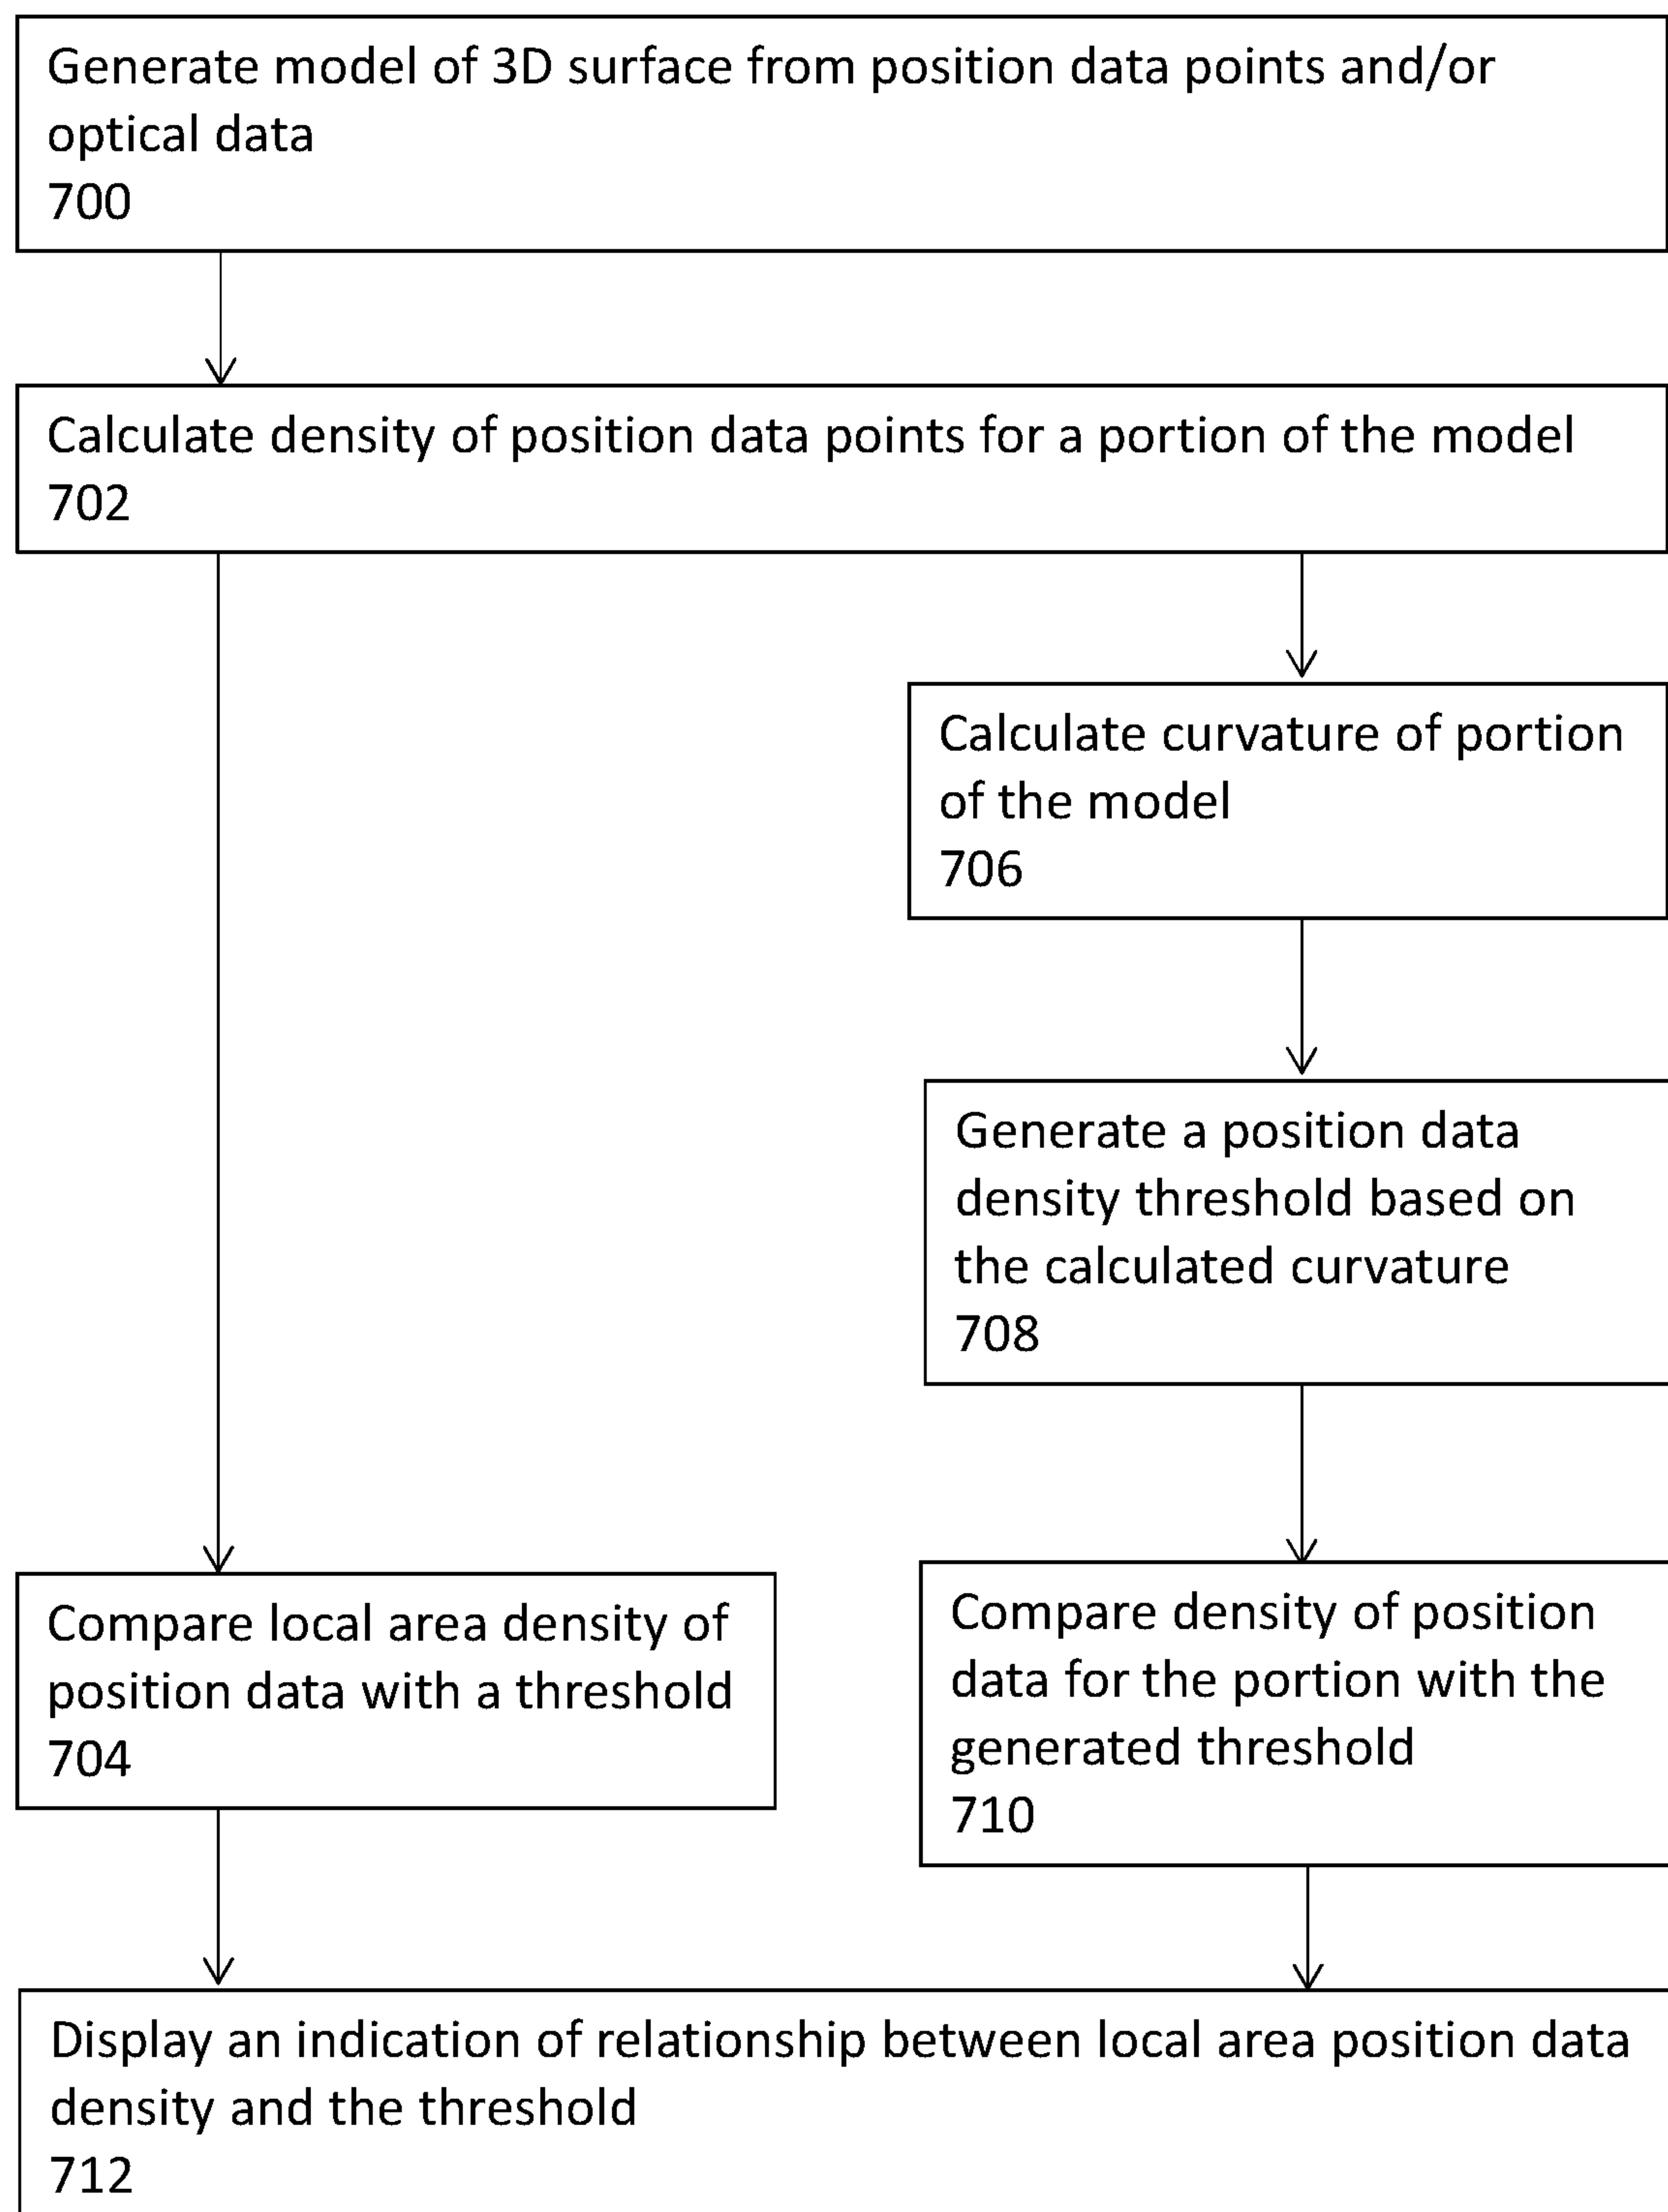 Generate model of 3D surface from position data points and/or
optical data
700
Calculate density of position data points for a portion of the model
702
Calculate curvature of portion
of the model
706
Generate a position data
density threshold based on
the calculated curvature
708
Compare local area density of
position data with a threshold
704
Compare density of position
data for the portion with the
generated threshold
710
Display an indication of relationship between local area position data
density and the threshold
712